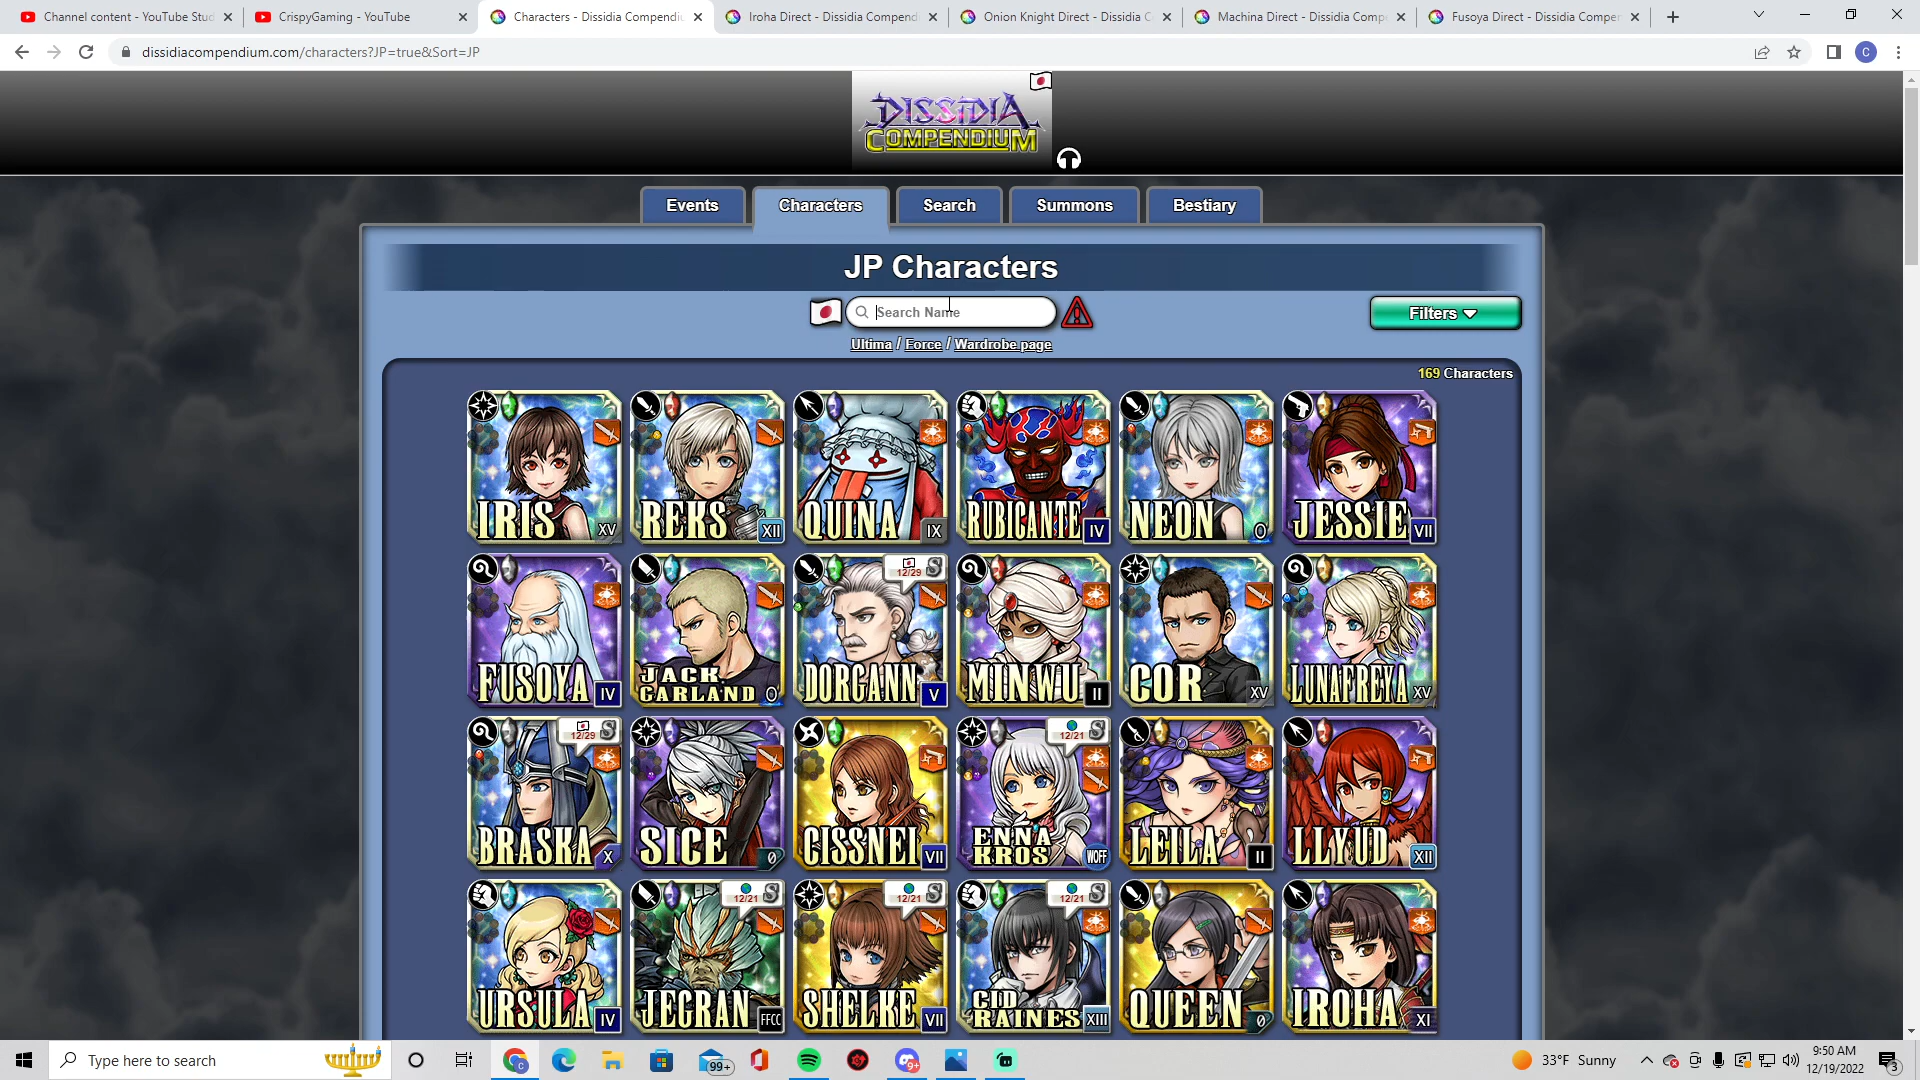 Channel content - YouTube Stud
CrispyGaming - YouTube
Characters - Dissidia Compendiu
Iroha Direct - Dissidia Compendi
Onion Knight Direct - Dissidia C
Machina Direct - Dissidia Compe
Fusoya Direct - Dissidia Compen
dissidiacompendium.com/characters?JP=true&Sort=JP
C
DISSIDIA
COMPENDIUM
Events
Characters
Search
Summons
Bestiary
JP Characters
Search Name
Filters
Ultima / Force / Wardrobe page
169 Characters
IRIS XV
REKS XII
QUINA IX
RUBICANTE IV
NEON O
JESSIE VII
FUSOYA IV
JACK GARLAND O
12/29 S DORGANN V
MINWU II
COR XV
LUNAFREYA XV
12/29 S BRASKA X
SICE 0
CISSNEI VII
12/21 S ENNA KROS WOFF
LEILA II
LLYUD XII
URSULA IV
12/21 S JEGRAN FFCC
12/21 S SHELKE VII
12/21 S CID RAINES XIII
QUEEN 0
IROHA XI
Type here to search
99+
9+
33°F Sunny
9:50 AM
12/19/2022
3